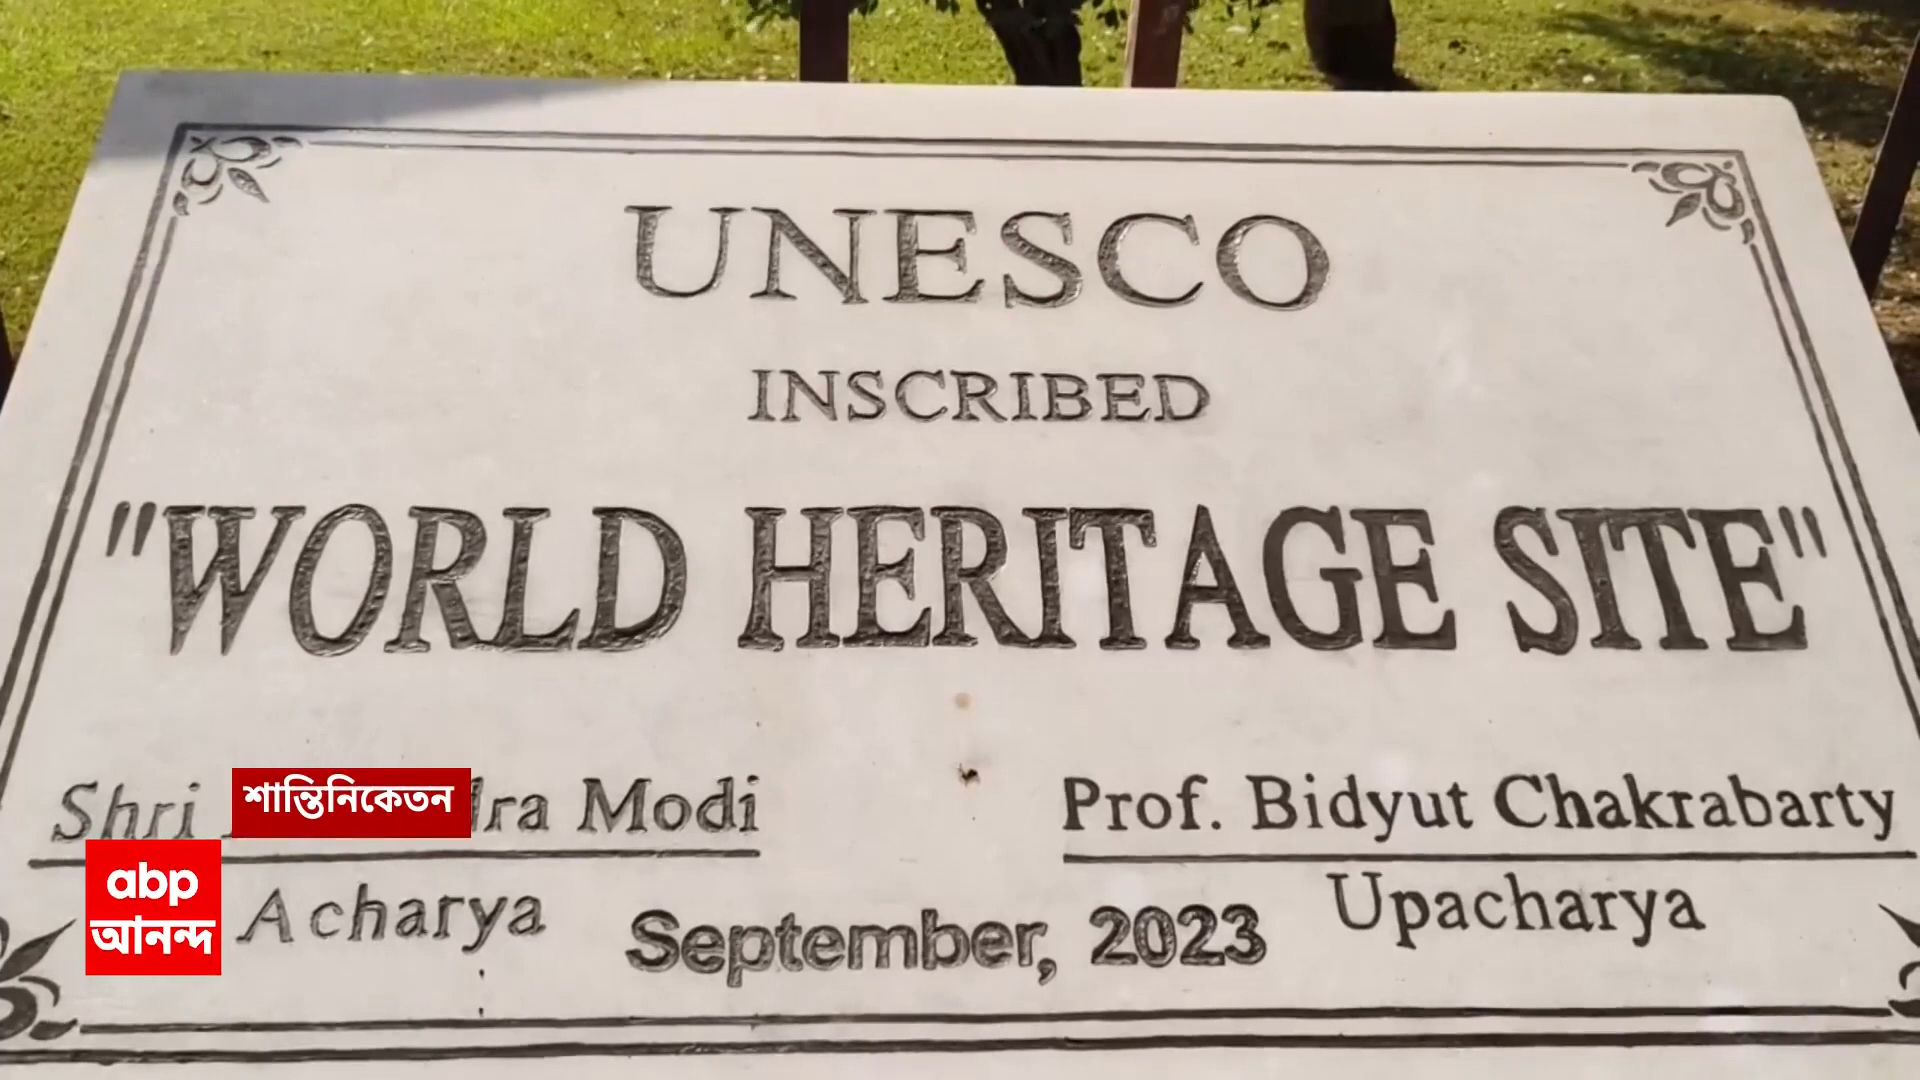 UNESCO
INSCRIBED
"WORLD HERITAGE SITE"
Shri Modi
Prof. Bidyut Chakrabarty
শান্তিনিকেতন
Acharya
Upacharya
September, 2023
abp
আনন্দ